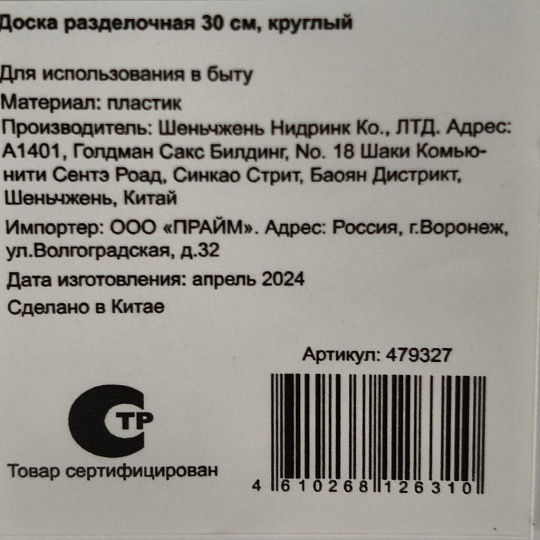 Доска разделочная 30 см, круглый
Для использования в быту
Материал: пластик
Производитель: Шеньчжень Нидринк Ко., ЛТД. Адрес:
А1401, Голдман Сакс Билдинг, No. 18 Шаки Комью-
нити Сентэ Роад, Синкао Стрит, Баоян Дистрикт,
Шеньчжень, Китай
Импортер: ООО «ПРАЙМ». Адрес: Россия, г.Воронеж,
ул.Волгоградская, д.32
Дата изготовления: апрель 2024
Сделано в Китае
Артикул: 479327
СТР
Товар сертифицирован
4 610268 126310